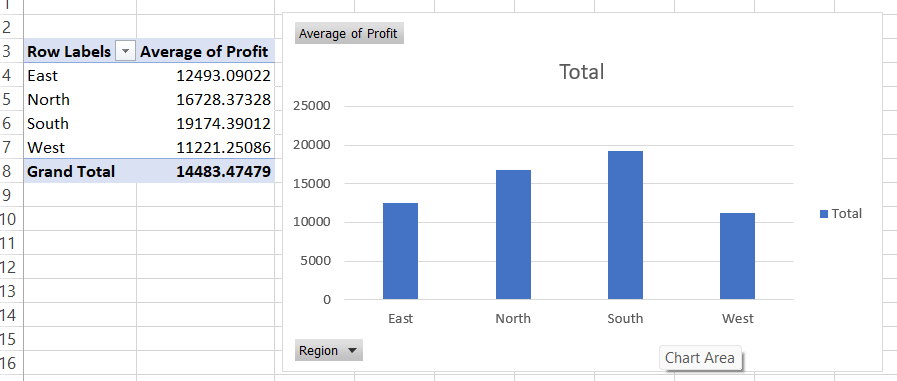 1
2
3 Row Labels Average of Profit
4 East 12493.09022
5 North 16728.37328
6 South 19174.39012
7 West 11221.25086
8 Grand Total 14483.47479
9
10
11
12
13
14
15
16
Average of Profit
Total
25000
20000
15000
10000
5000
0
East North South West
Total
Region
Chart Area